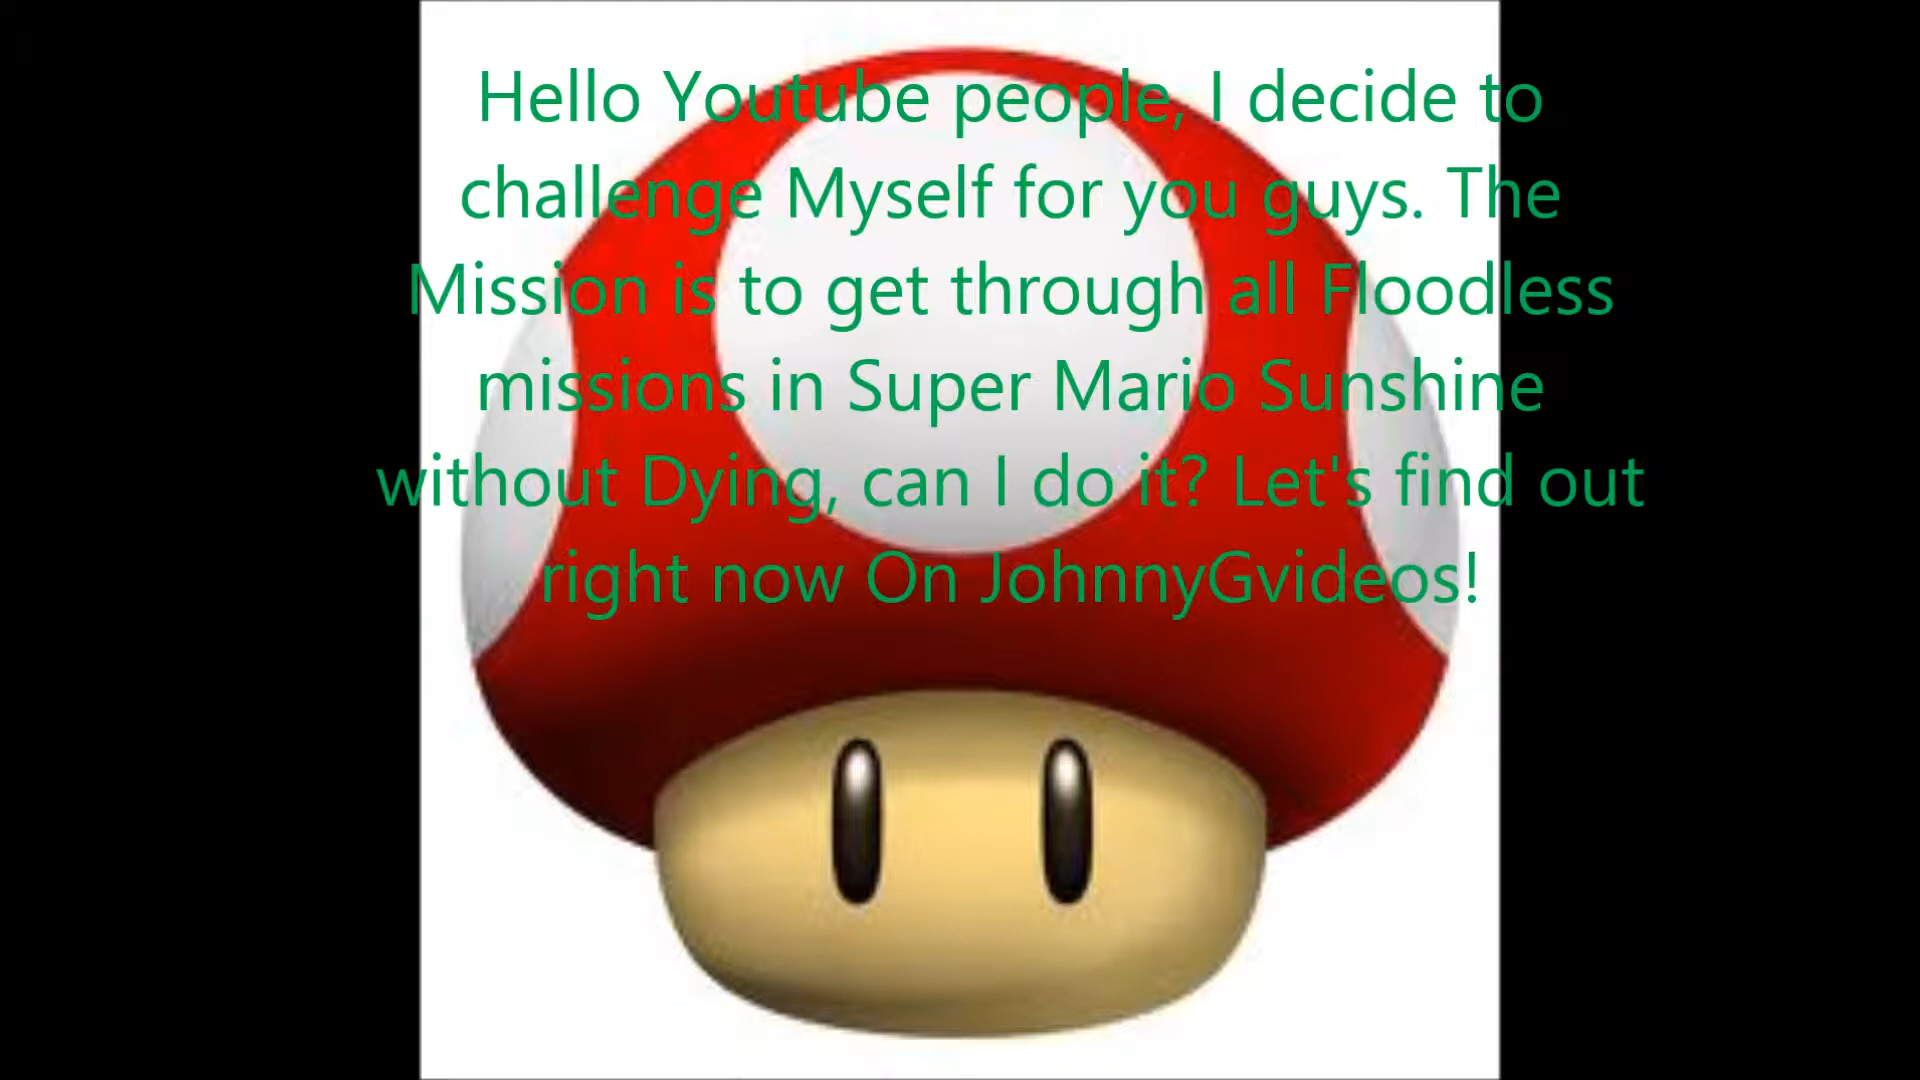 Hello Youtube people, I decide to
challenge Myself for you guys. The
Mission is to get through all Floodless
missions in Super Mario Sunshine
without Dying, can I do it? Let's find out
right now On JohnnyGvideos!